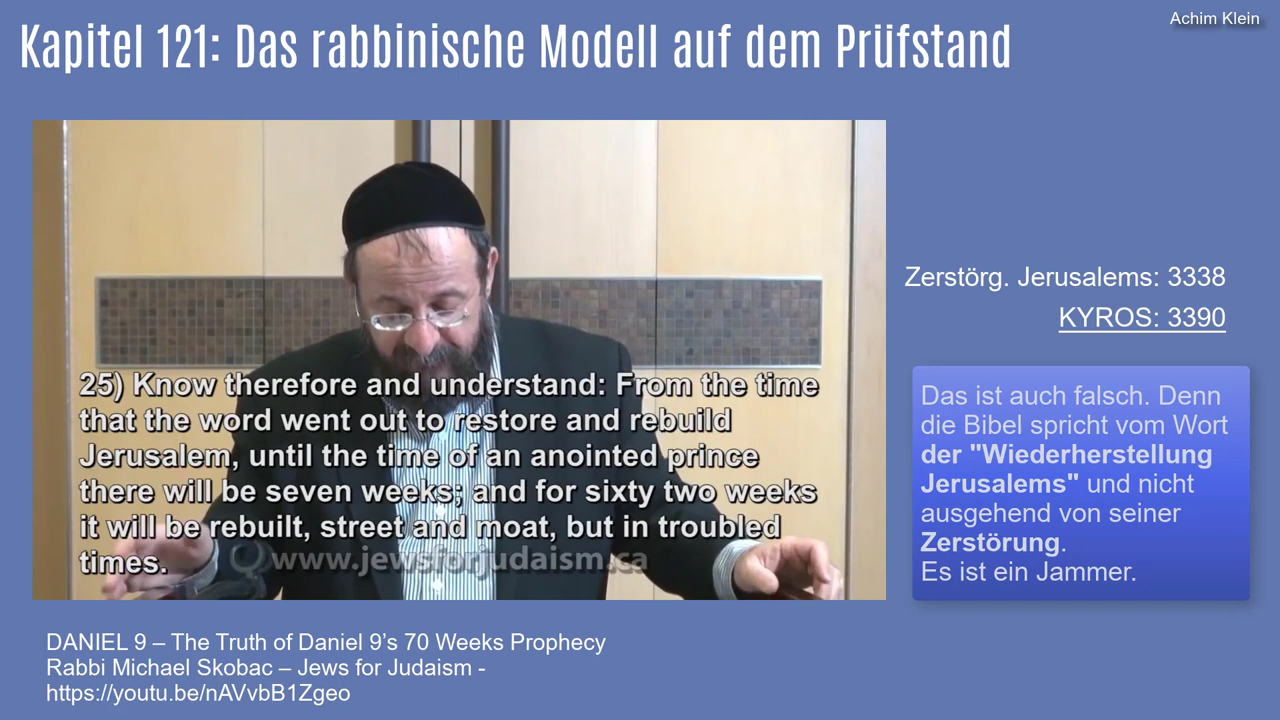 Achim Klein
Kapitel 121: Das rabbinische Modell auf dem Prüfstand
25) Know therefore and understand: From the time
that the word went out to restore and rebuild
Jerusalem, until the time of an anointed prince
there will be seven weeks; and for sixty two weeks
it will be rebuilt, street and moat, but in troubled
times.
www.jewsforjudaism.ca
Zerstörg. Jerusalems: 3338
KYROS: 3390
Das ist auch falsch. Denn
die Bibel spricht vom Wort
der "Wiederherstellung
Jerusalems" und nicht
ausgehend von seiner
Zerstörung.
Es ist ein Jammer.
DANIEL 9 – The Truth of Daniel 9’s 70 Weeks Prophecy
Rabbi Michael Skobac – Jews for Judaism -
https://youtu.be/nAVvbB1Zgeo